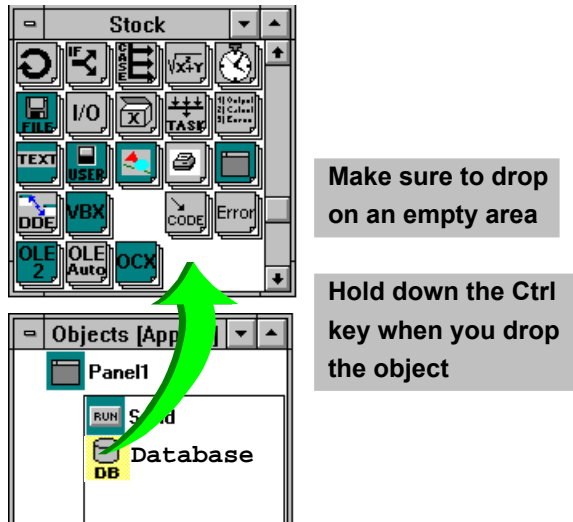 Stock
IF CASE √x²+Y
FILE I/O X TASK 1| Output
2| C
3| Error
TEXT USER
DDE VBX CODE Error
OLE 2 OLE Auto OCX
Make sure to drop
on an empty area
Hold down the Ctrl
key when you drop
the object
Objects [App
Panel1
RUN S d
DB Database